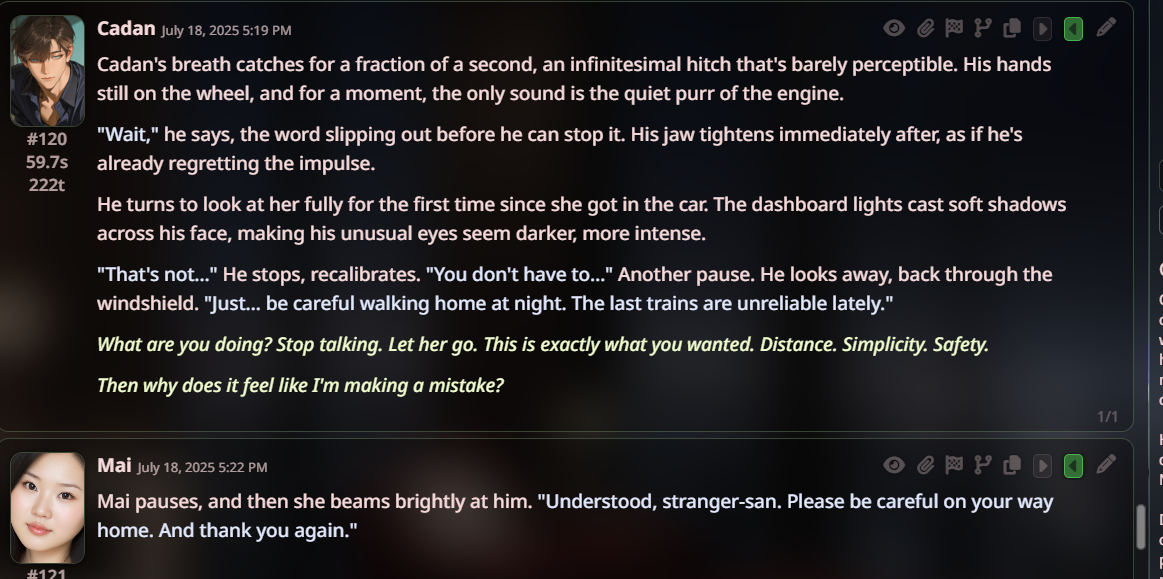 Cadan July 18, 2025 5:19 PM
Cadan's breath catches for a fraction of a second, an infinitesimal hitch that's barely perceptible. His hands
still on the wheel, and for a moment, the only sound is the quiet purr of the engine.
"Wait," he says, the word slipping out before he can stop it. His jaw tightens immediately after, as if he's
already regretting the impulse.
#120
59.7s
222t
He turns to look at her fully for the first time since she got in the car. The dashboard lights cast soft shadows
across his face, making his unusual eyes seem darker, more intense.
"That's not..." He stops, recalibrates. "You don't have to..." Another pause. He looks away, back through the
windshield. "Just... be careful walking home at night. The last trains are unreliable lately."
What are you doing? Stop talking. Let her go. This is exactly what you wanted. Distance. Simplicity. Safety.
Then why does it feel like I'm making a mistake?
1/1
Mai July 18, 2025 5:22 PM
Mai pauses, and then she beams brightly at him. "Understood, stranger-san. Please be careful on your way
home. And thank you again."
#121